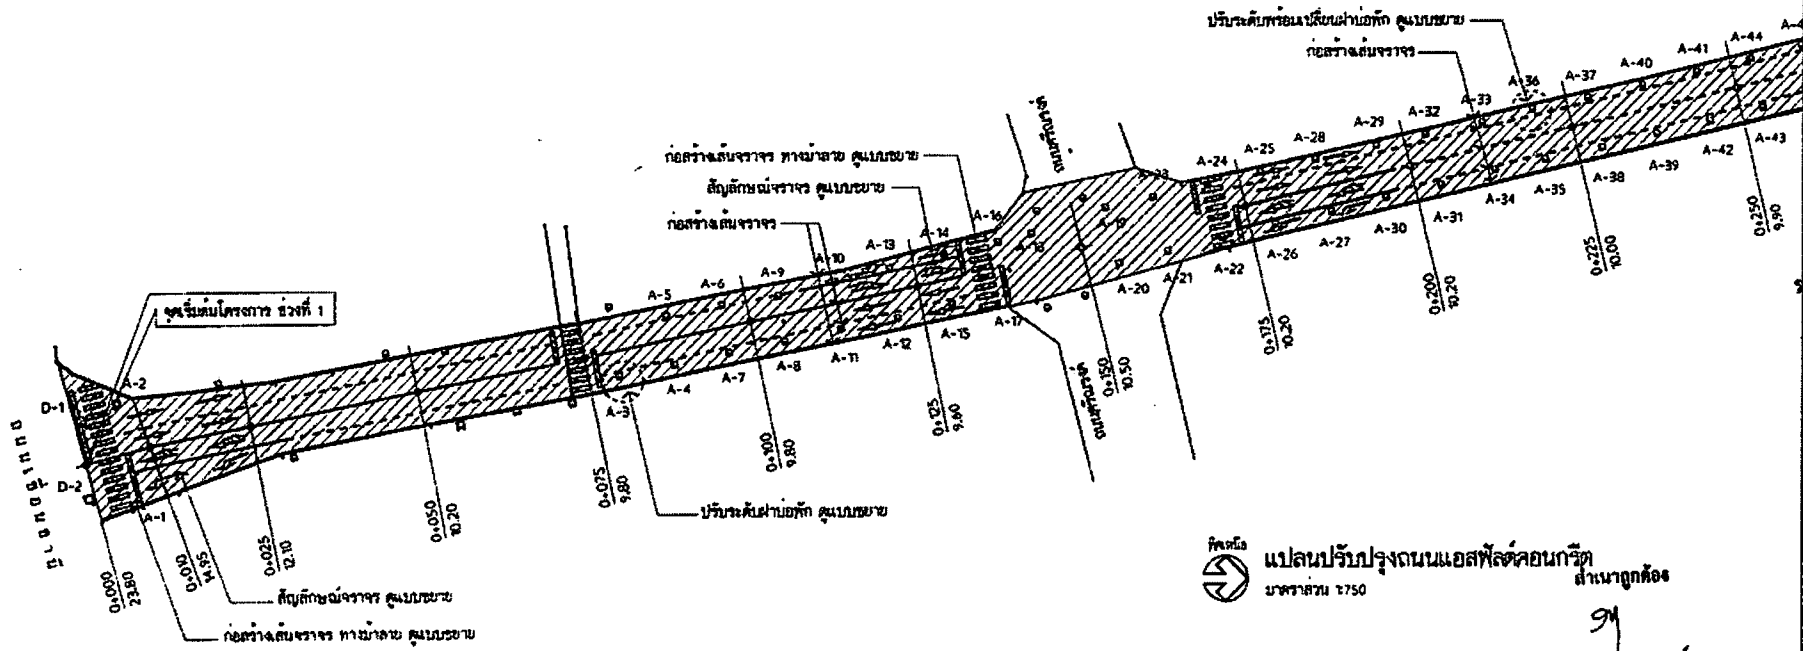 ปรับระดับพร้อมเปลี่ยนฝาบ่อพัก ดูแบบขยาย
ก่อสร้างเส้นจราจร
A-41
A-44
A-40
A-37
A-36
A-33
A-32
A-29
A-28
A-25
A-24
A-23
ก่อสร้างเส้นจราจร ทางม้าลาย ดูแบบขยาย
สัญลักษณ์จราจร ดูแบบขยาย
ก่อสร้างเส้นจราจร
A-16
A-14
A-13
A-10
A-9
A-6
A-5
A-18
A-19
A-43
A-42
A-39
A-38
A-35
A-34
A-31
A-30
A-27
A-26
A-22
A-21
A-20
A-17
A-15
A-12
A-11
A-8
A-7
A-4
A-3
จุดเริ่มต้นโครงการ ช่วงที่ 1
A-2
D-1
D-2
A-1
0+000
23.80
0+010
14.95
0+025
12.10
0+050
10.20
0+075
9.80
0+100
9.80
0+125
9.60
0+150
10.50
0+175
10.20
0+200
10.20
0+225
10.00
0+250
9.90
ปรับระดับฝาบ่อพัก ดูแบบขยาย
สัญลักษณ์จราจร ดูแบบขยาย
ก่อสร้างเส้นจราจร ทางม้าลาย ดูแบบขยาย
ทิศเหนือ
แปลนปรับปรุงถนนแอสฟัลต์คอนกรีต
มาตราส่วน 1:750
สำเนาถูกต้อง